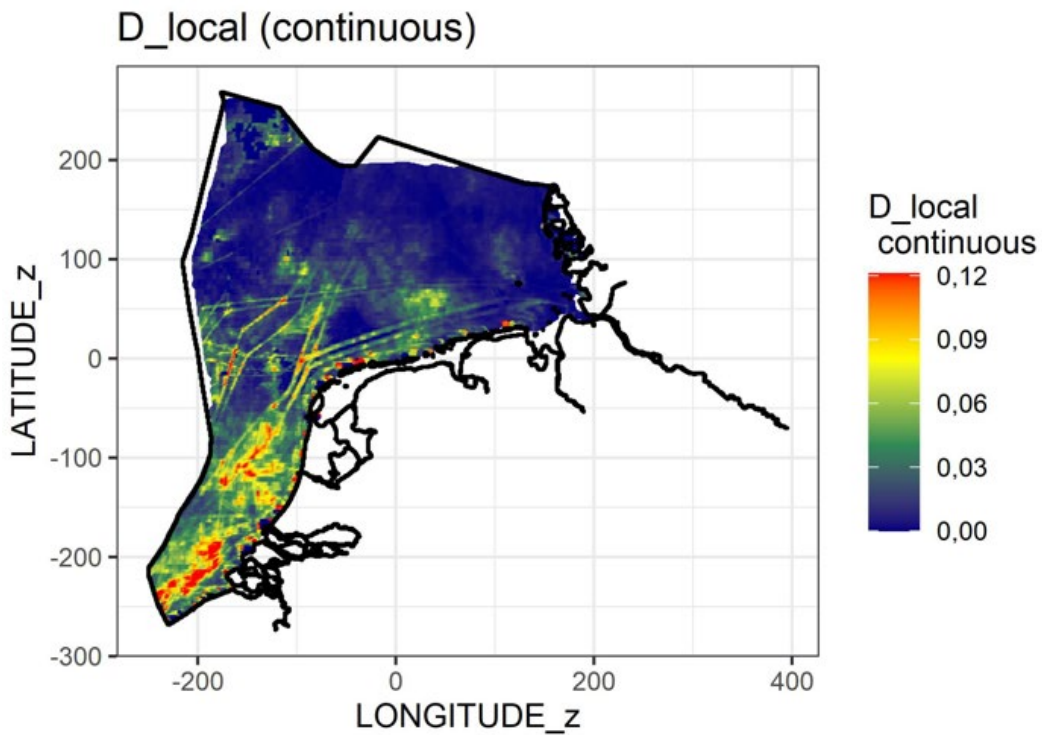 D_local (continuous)
LATITUDE_z
200
100
0
-100
-200
-300
-200 0 200 400
LONGITUDE_z
D_local
continuous
0,12
0,09
0,06
0,03
0,00